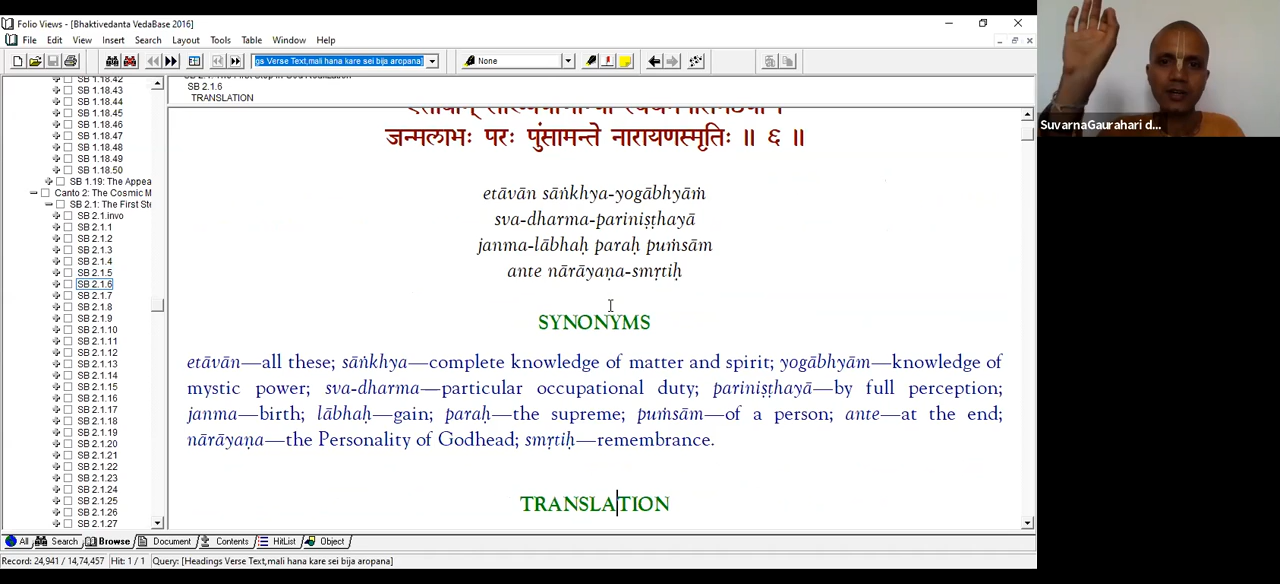 Folio Views - [Bhaktivedanta VedaBase 2016]
File Edit View Insert Search Layout Tools Table Window Help
gs Verse Text,mali hana kare sei bija aropana]
None
SB 2.1.6
TRANSLATION
SB 1.18.42
SB 1.18.43
SB 1.18.44
SB 1.18.45
SB 1.18.46
SB 1.18.47
SB 1.18.48
SB 1.18.49
SB 1.18.50
SB 1.19: The Appea
Canto 2: The Cosmic M
SB 2.1: The First Ste
SB 2.1.invo
SB 2.1.1
SB 2.1.2
SB 2.1.3
SB 2.1.4
SB 2.1.5
SB 2.1.6
SB 2.1.7
SB 2.1.8
SB 2.1.9
SB 2.1.10
SB 2.1.11
SB 2.1.12
SB 2.1.13
SB 2.1.14
SB 2.1.15
SB 2.1.16
SB 2.1.17
SB 2.1.18
SB 2.1.19
SB 2.1.20
SB 2.1.21
SB 2.1.22
SB 2.1.23
SB 2.1.24
SB 2.1.25
SB 2.1.26
SB 2.1.27
जन्मलाभः परः पुंसामन्ते नारायणस्मृतिः ॥ ६ ॥
etāvān sāṅkhya-yogābhyāṁ
sva-dharma-pariniṣṭhayā
janma-lābhaḥ paraḥ puṁsām
ante nārāyaṇa-smṛtiḥ
SYNONYMS
etāvān—all these; sāṅkhya—complete knowledge of matter and spirit; yogābhyām—knowledge of
mystic power; sva-dharma—particular occupational duty; pariniṣṭhayā—by full perception;
janma—birth; lābhaḥ—gain; paraḥ—the supreme; puṁsām—of a person; ante—at the end;
nārāyaṇa—the Personality of Godhead; smṛtiḥ—remembrance.
TRANSLATION
SuvarnaGaurahari d...
All Search Browse Document Contents HitList Object
Record: 24,941 / 14,74,457 Hit: 1 / 1 Query: [Headings Verse Text,mali hana kare sei bija aropana]